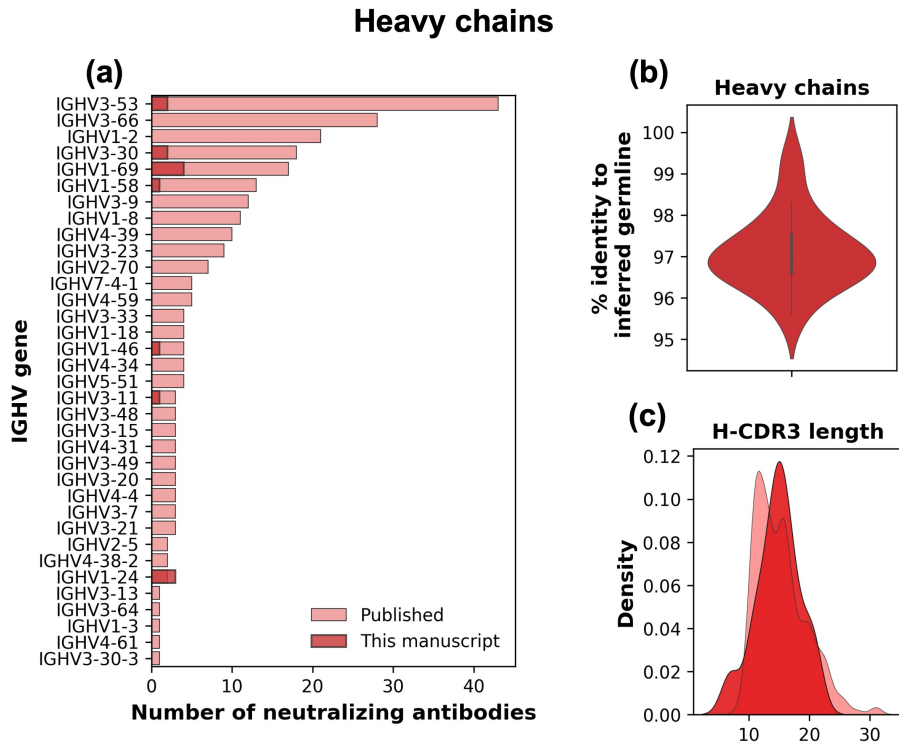 Heavy chains
(a)
IGHV gene
IGHV3-53
IGHV3-66
IGHV1-2
IGHV3-30
IGHV1-69
IGHV1-58
IGHV3-9
IGHV1-8
IGHV4-39
IGHV3-23
IGHV2-70
IGHV7-4-1
IGHV4-59
IGHV3-33
IGHV1-18
IGHV1-46
IGHV4-34
IGHV5-51
IGHV3-11
IGHV3-48
IGHV3-15
IGHV4-31
IGHV3-49
IGHV3-20
IGHV4-4
IGHV3-7
IGHV3-21
IGHV2-5
IGHV4-38-2
IGHV1-24
IGHV3-13
IGHV3-64
IGHV1-3
IGHV4-61
IGHV3-30-3
Published
This manuscript
0 10 20 30 40
Number of neutralizing antibodies
(b)
Heavy chains
% identity to
inferred germline
100
99
98
97
96
95
(c)
H-CDR3 length
Density
0.12
0.10
0.08
0.06
0.04
0.02
0.00
10 20 30